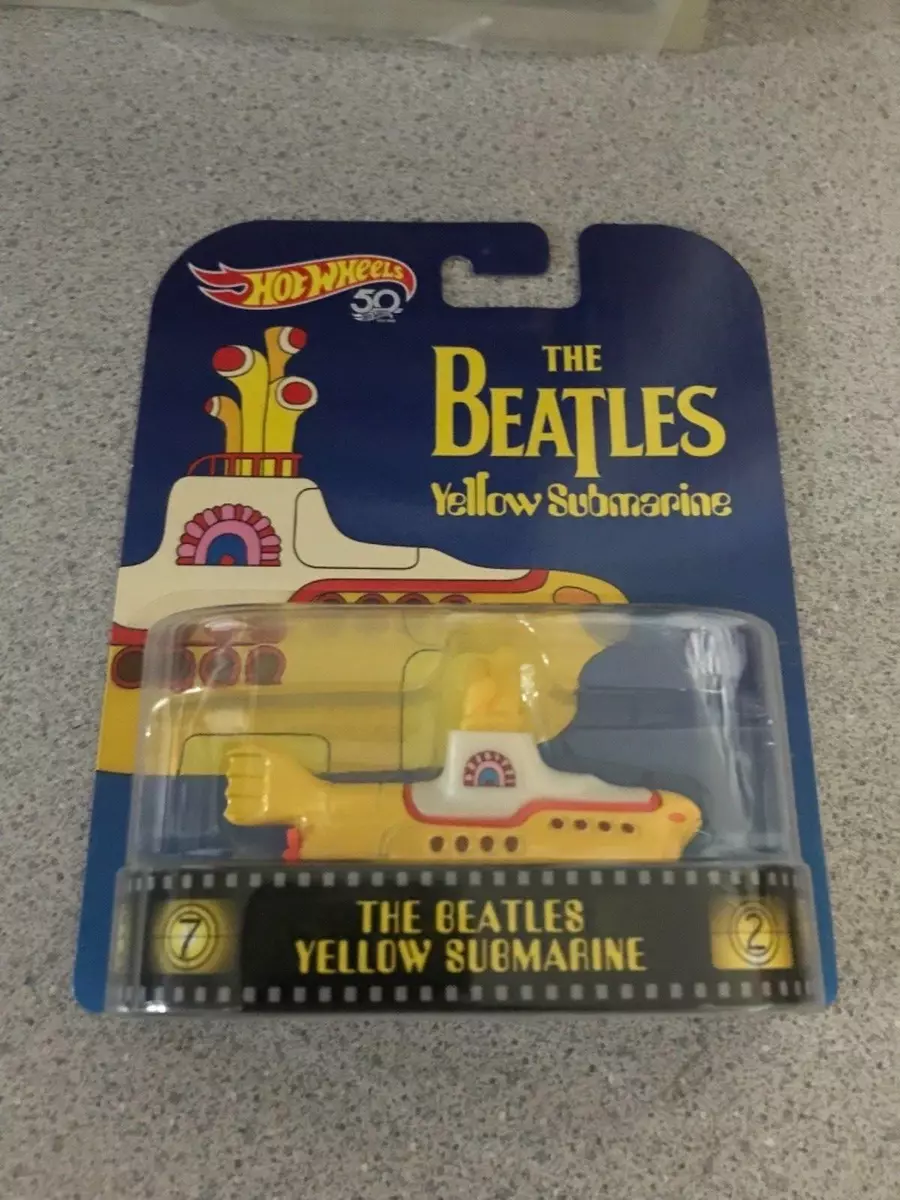 HOT WHEELS
50
THE
BEATLES
Yellow Submarine
7
THE BEATLES
YELLOW SUBMARINE
2